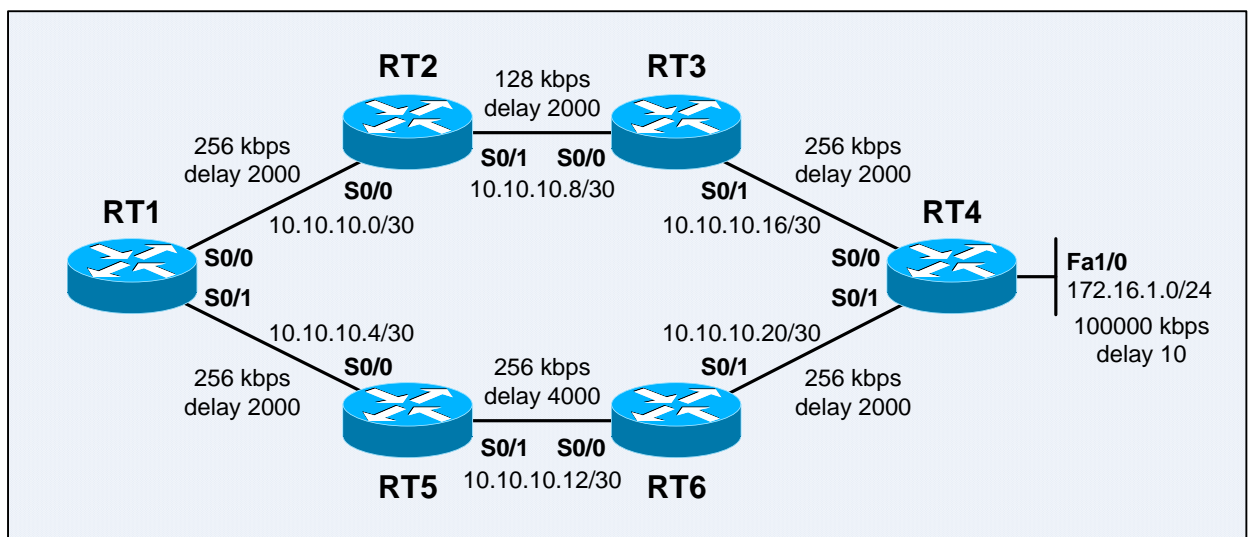 RT2
RT3
128 kbps
delay 2000
256 kbps
delay 2000
256 kbps
delay 2000
S0/1 S0/0
10.10.10.8/30
S0/0
S0/1
RT1
10.10.10.0/30
10.10.10.16/30
RT4
S0/0
S0/0
Fa1/0
S0/1
S0/1
172.16.1.0/24
10.10.10.4/30
10.10.10.20/30
100000 kbps
delay 10
S0/0
256 kbps
delay 4000
S0/1
256 kbps
delay 2000
256 kbps
delay 2000
S0/1 S0/0
10.10.10.12/30
RT5
RT6